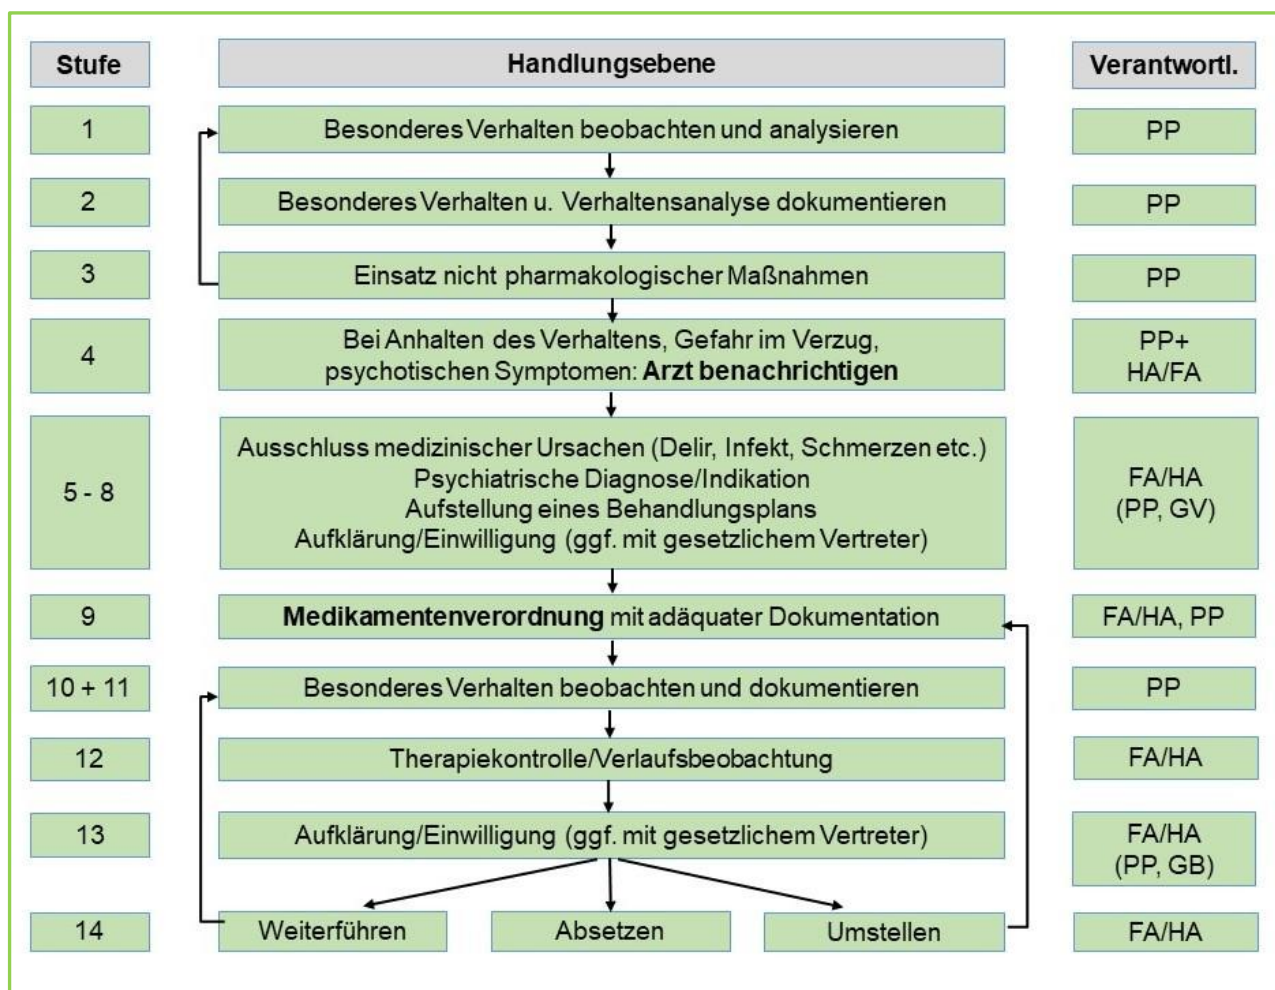 Stufe Handlungsebene Verantwortl.
1 Besonderes Verhalten beobachten und analysieren PP
2 Besonderes Verhalten u. Verhaltensanalyse dokumentieren PP
3 Einsatz nicht pharmakologischer Maßnahmen PP
4 Bei Anhalten des Verhaltens, Gefahr im Verzug, PP+
psychotischen Symptomen: Arzt benachrichtigen HA/FA
5 - 8 Ausschluss medizinischer Ursachen (Delir, Infekt, Schmerzen etc.)
Psychiatrische Diagnose/Indikation FA/HA
Aufstellung eines Behandlungsplans (PP, GV)
Aufklärung/Einwilligung (ggf. mit gesetzlichem Vertreter)
9 Medikamentenverordnung mit adäquater Dokumentation FA/HA, PP
10 + 11 Besonderes Verhalten beobachten und dokumentieren PP
12 Therapiekontrolle/Verlaufsbeobachtung FA/HA
13 Aufklärung/Einwilligung (ggf. mit gesetzlichem Vertreter) FA/HA
(PP, GB)
14 Weiterführen Absetzen Umstellen FA/HA